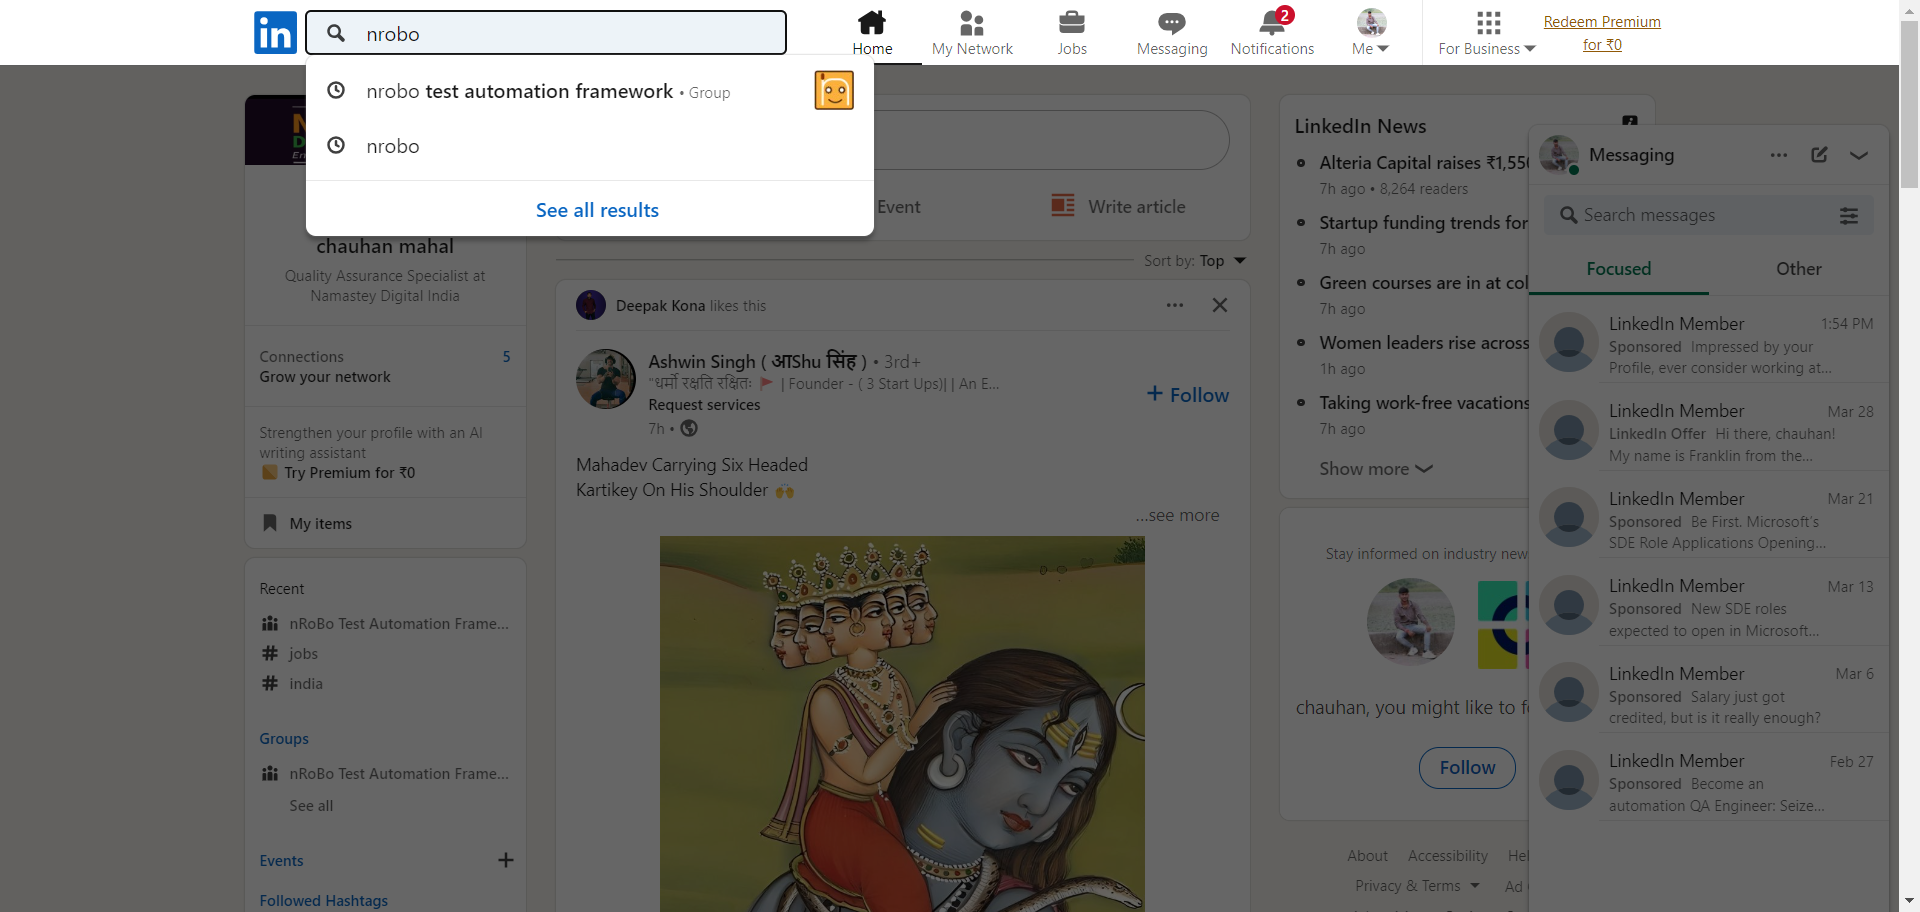 in
nrobo
Home
My Network
Jobs
Messaging
2
Notifications
Me
For Business
Redeem Premium
for ₹0
nrobo test automation framework • Group
nrobo
See all results
Event
Write article
Sort by: Top
chauhan mahal
Quality Assurance Specialist at
Namastey Digital India
Connections
5
Grow your network
Strengthen your profile with an AI
writing assistant
Try Premium for ₹0
My items
Recent
nRoBo Test Automation Frame...
# jobs
# india
Groups
nRoBo Test Automation Frame...
See all
Events
Followed Hashtags
Deepak Kona likes this
Ashwin Singh ( आShu सिंह ) • 3rd+
"धर्मो रक्षति रक्षितः 🚩 | Founder - ( 3 Start Ups)| | An E...
Request services
7h •
+ Follow
Mahadev Carrying Six Headed
Kartikey On His Shoulder 🙌
...see more
LinkedIn News
Alteria Capital raises ₹1,550
7h ago • 8,264 readers
Startup funding trends for
7h ago
Green courses are in at col
7h ago
Women leaders rise across
1h ago
Taking work-free vacations
7h ago
Show more
Stay informed on industry new
chauhan, you might like to f
Follow
About
Accessibility
Hel
Privacy & Terms
Ad
Messaging
Search messages
Focused
Other
LinkedIn Member
1:54 PM
Sponsored Impressed by your
Profile, ever consider working at...
LinkedIn Member
Mar 28
LinkedIn Offer Hi there, chauhan!
My name is Franklin from the...
LinkedIn Member
Mar 21
Sponsored Be First. Microsoft's
SDE Role Applications Opening...
LinkedIn Member
Mar 13
Sponsored New SDE roles
expected to open in Microsoft...
LinkedIn Member
Mar 6
Sponsored Salary just got
credited, but is it really enough?
LinkedIn Member
Feb 27
Sponsored Become an
automation QA Engineer: Seize...